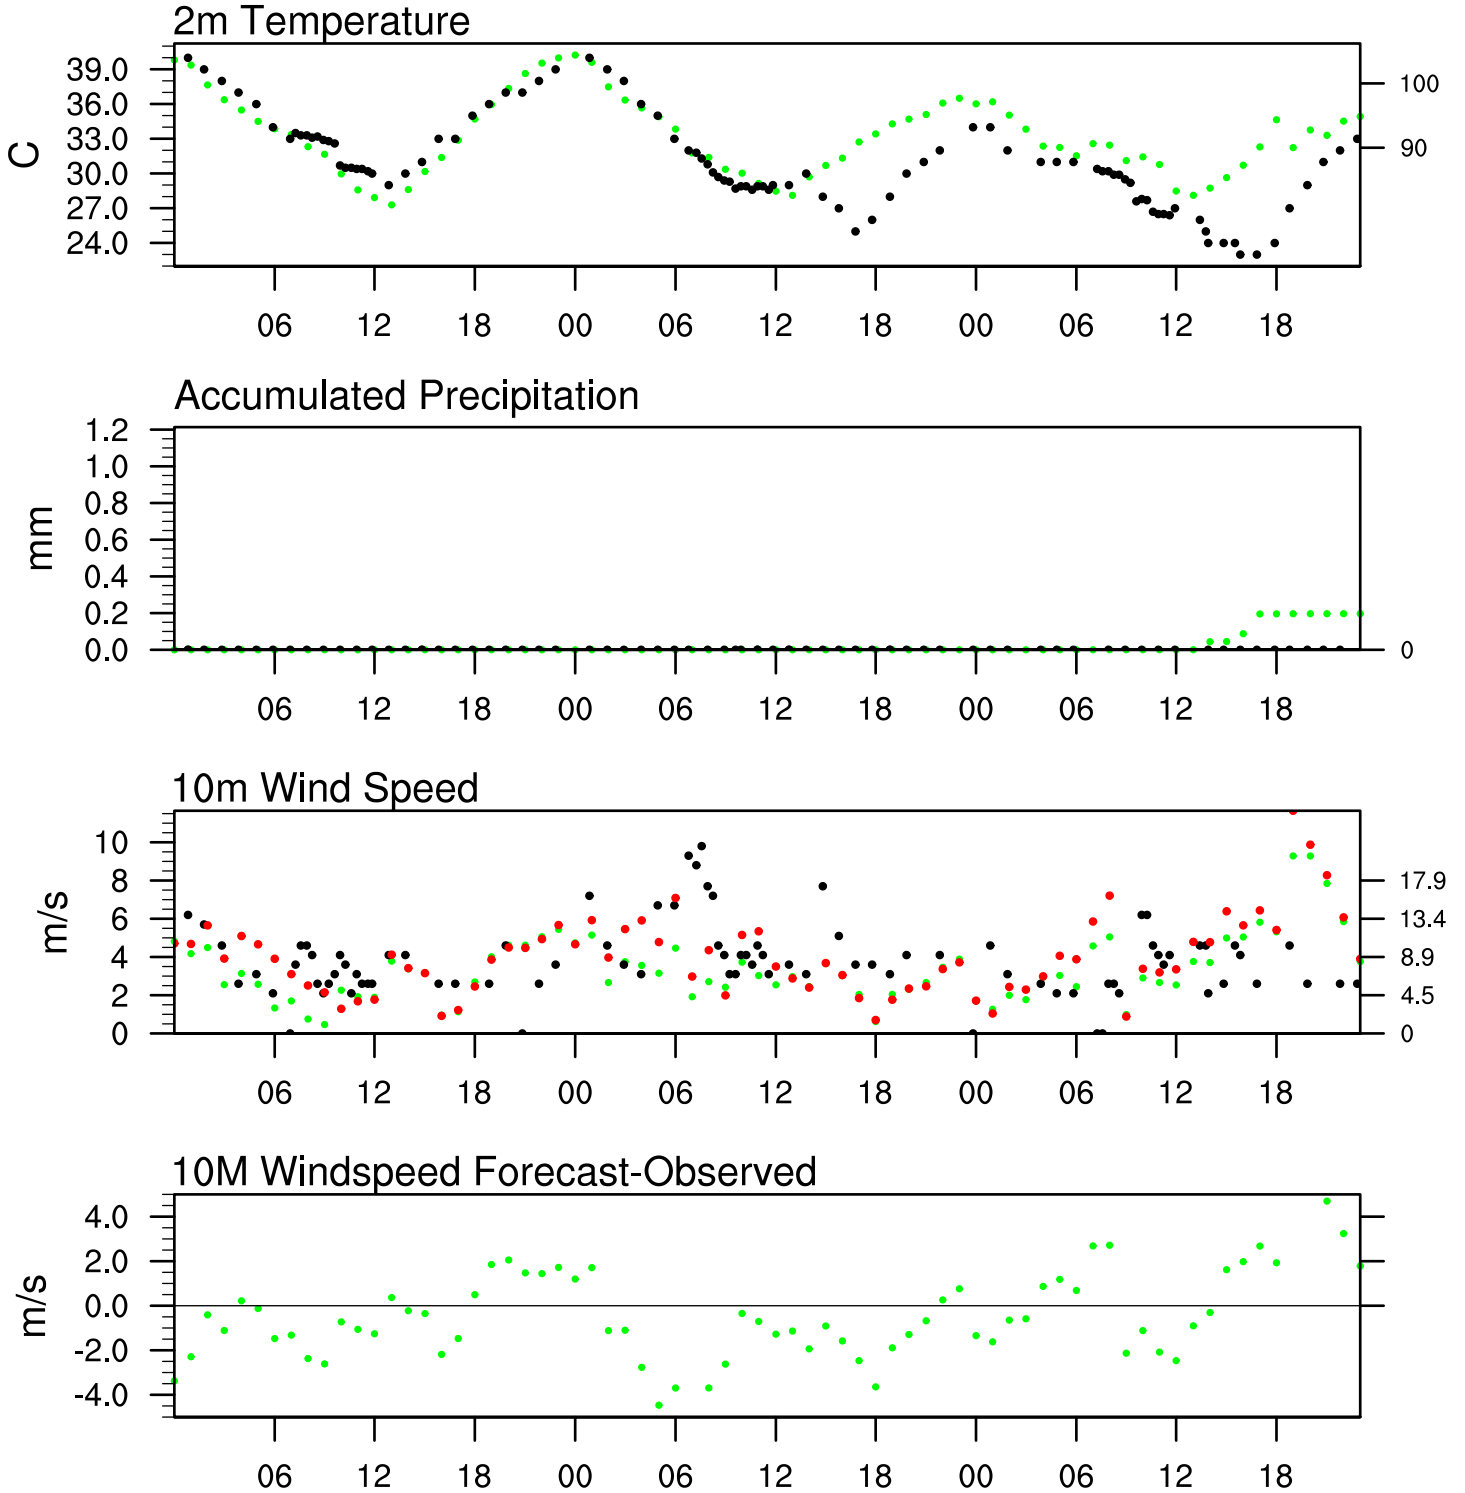 2m Temperature
39.0
36.0
33.0
30.0
27.0
24.0
C
100
90
06 12 18 00 06 12 18 00 06 12 18
Accumulated Precipitation
1.2
1.0
0.8
0.6
0.4
0.2
0.0
mm
0
06 12 18 00 06 12 18 00 06 12 18
10m Wind Speed
10
8
6
4
2
0
m/s
17.9
13.4
8.9
4.5
0
06 12 18 00 06 12 18 00 06 12 18
10M Windspeed Forecast-Observed
4.0
2.0
0.0
-2.0
-4.0
m/s
06 12 18 00 06 12 18 00 06 12 18